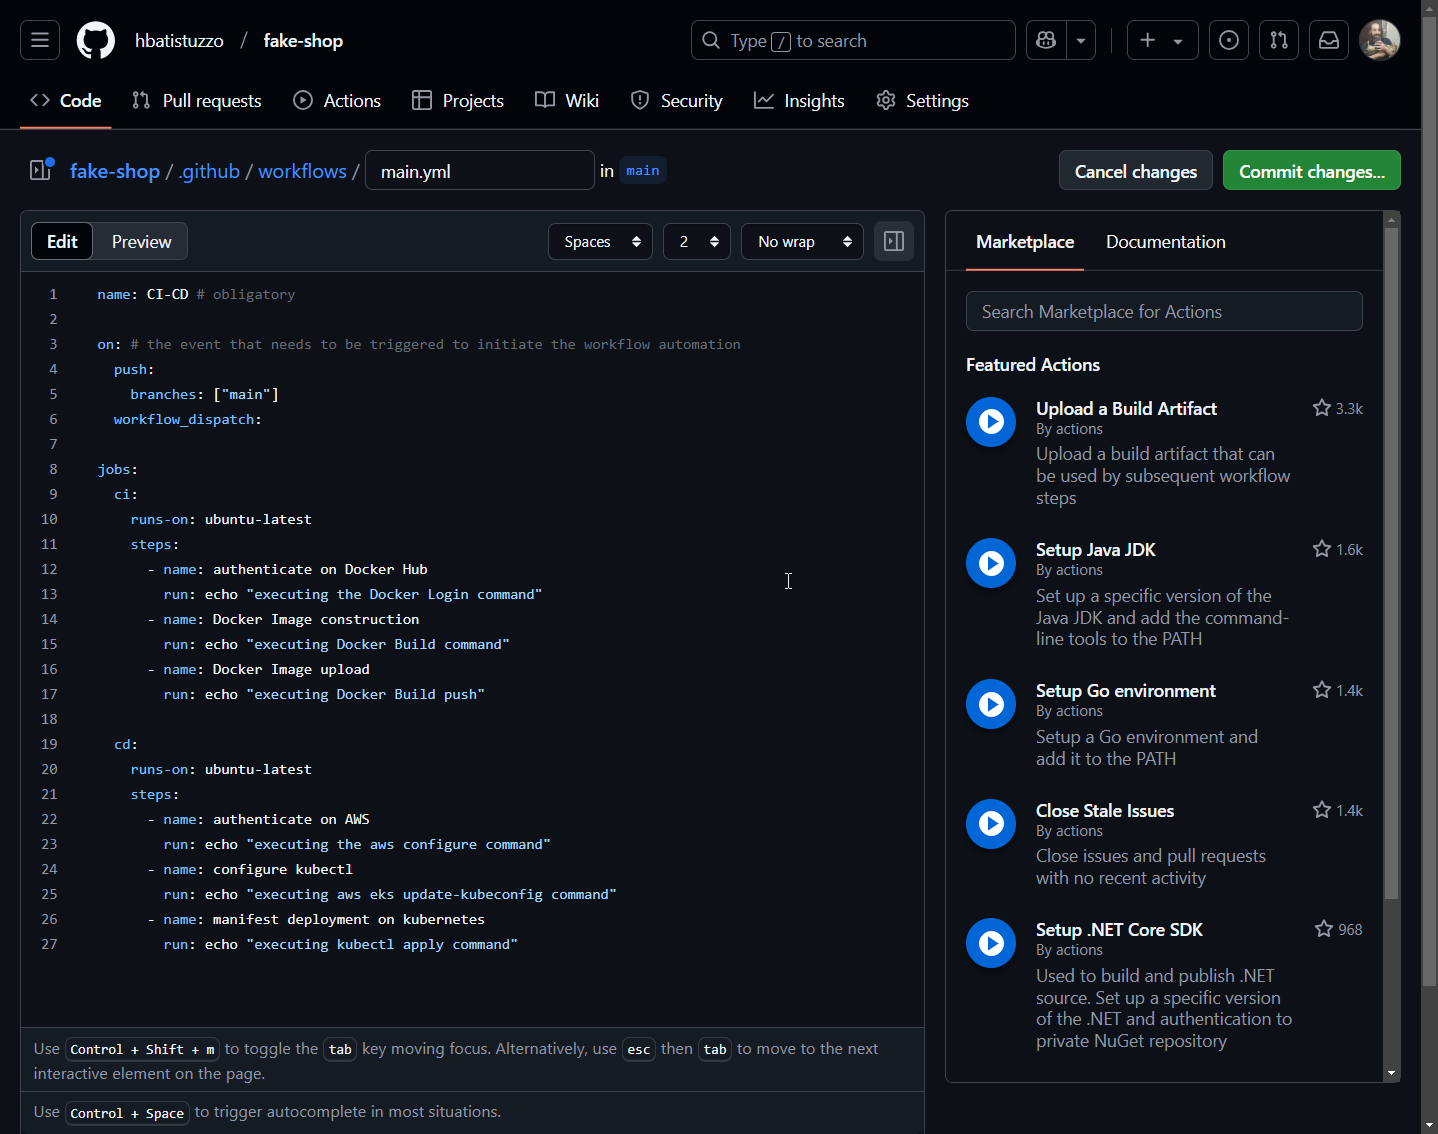 hbatistuzzo / fake-shop
Type / to search
Code
Pull requests
Actions
Projects
Wiki
Security
Insights
Settings
fake-shop / .github / workflows / main.yml in main
Cancel changes
Commit changes...
Edit
Preview
Spaces
2
No wrap
1 name: CI-CD # obligatory
2
3 on: # the event that needs to be triggered to initiate the workflow automation
4 push:
5 branches: ["main"]
6 workflow_dispatch:
7
8 jobs:
9 ci:
10 runs-on: ubuntu-latest
11 steps:
12 - name: authenticate on Docker Hub
13 run: echo "executing the Docker Login command"
14 - name: Docker Image construction
15 run: echo "executing Docker Build command"
16 - name: Docker Image upload
17 run: echo "executing Docker Build push"
18
19 cd:
20 runs-on: ubuntu-latest
21 steps:
22 - name: authenticate on AWS
23 run: echo "executing the aws configure command"
24 - name: configure kubectl
25 run: echo "executing aws eks update-kubeconfig command"
26 - name: manifest deployment on kubernetes
27 run: echo "executing kubectl apply command"
Use Control + Shift + m to toggle the tab key moving focus. Alternatively, use esc then tab to move to the next
interactive element on the page.
Use Control + Space to trigger autocomplete in most situations.
Marketplace
Documentation
Search Marketplace for Actions
Featured Actions
Upload a Build Artifact 3.3k
By actions
Upload a build artifact that can
be used by subsequent workflow
steps
Setup Java JDK 1.6k
By actions
Set up a specific version of the
Java JDK and add the command-
line tools to the PATH
Setup Go environment 1.4k
By actions
Setup a Go environment and
add it to the PATH
Close Stale Issues 1.4k
By actions
Close issues and pull requests
with no recent activity
Setup .NET Core SDK 968
By actions
Used to build and publish .NET
source. Set up a specific version
of the .NET and authentication to
private NuGet repository